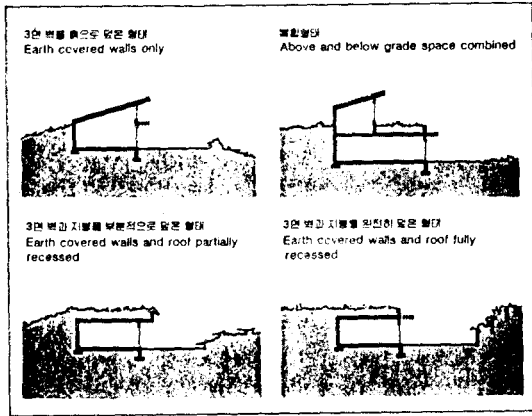 3면 벽을 흙으로 덮은 형태
Earth covered walls only
복합형태
Above and below grade space combined
3면 벽과 지붕을 부분적으로 덮은 형태
Earth covered walls and roof partially
recessed
3면 벽과 지붕을 완전히 덮은 형태
Earth covered walls and roof fully
recessed